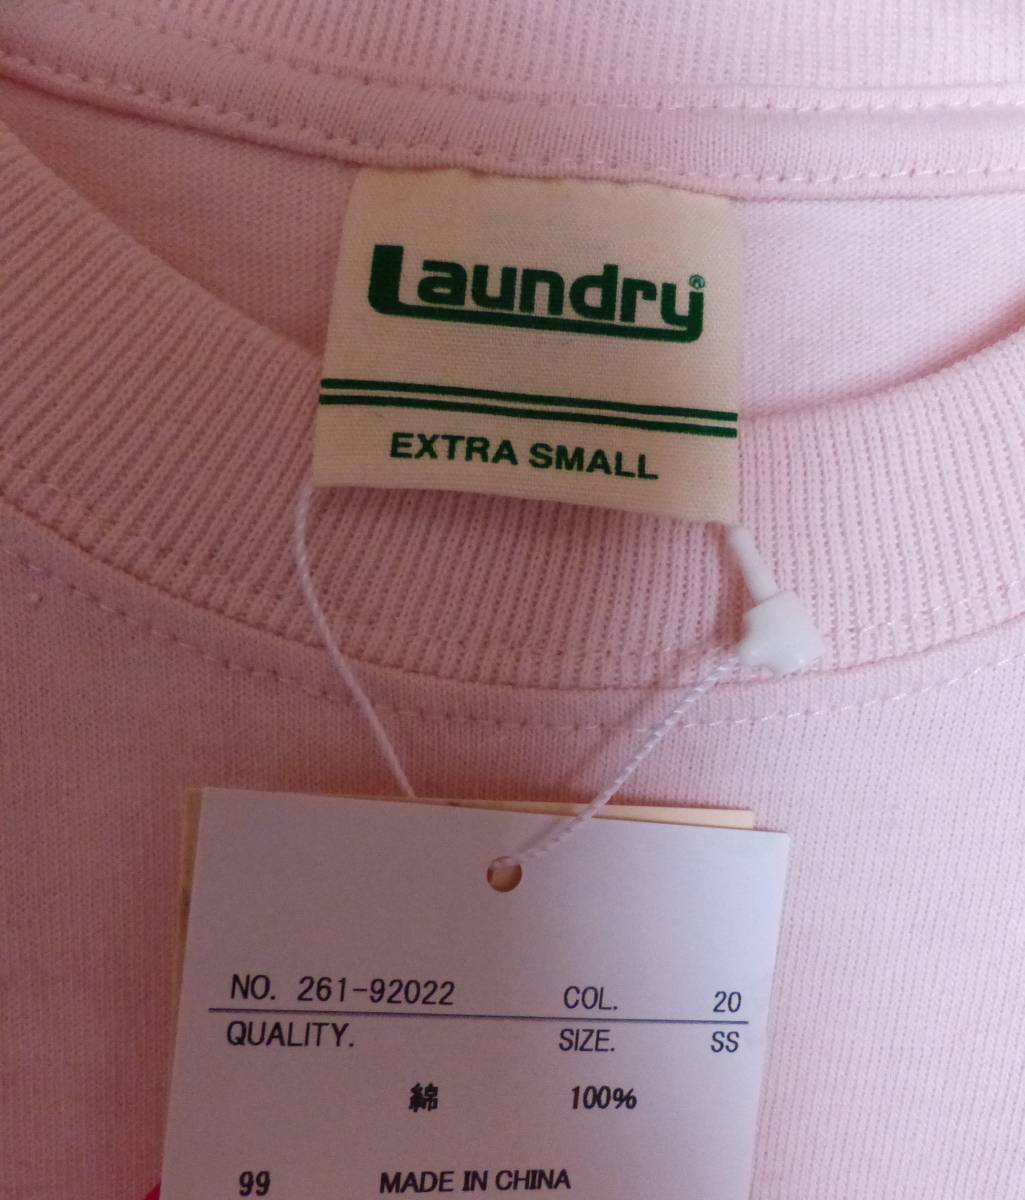 Laundry®
EXTRA SMALL
NO. 261-92022 COL. 20
QUALITY. SIZE. SS
綿 100%
99 MADE IN CHINA